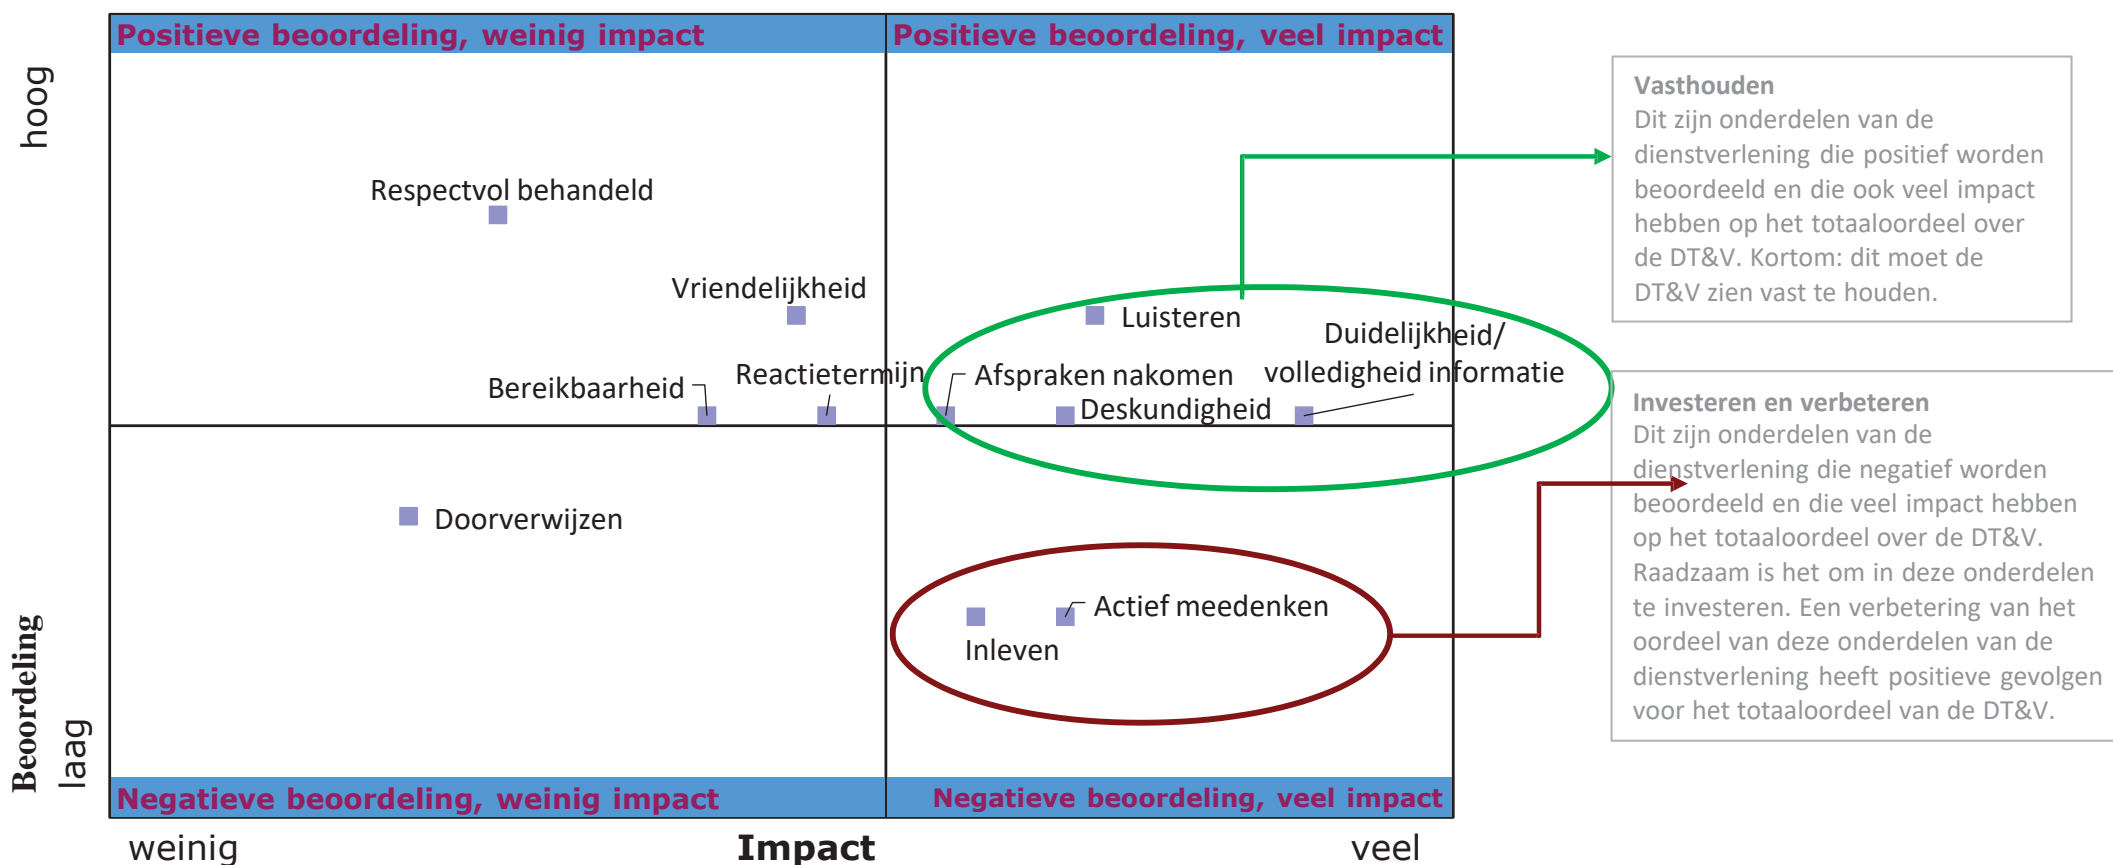 Positieve beoordeling, weinig impact
Positieve beoordeling, veel impact
hoog
Respectvol behandeld
Vriendelijkheid
Luisteren
Duidelijkheid/
volledigheid informatie
Bereikbaarheid
Reactietermijn
Afspraken nakomen
Deskundigheid
Doorverwijzen
Actief meedenken
Inleven
Beoordeling
laag
Negatieve beoordeling, weinig impact
Negatieve beoordeling, veel impact
weinig
Impact
veel
Vasthouden
Dit zijn onderdelen van de
dienstverlening die positief worden
beoordeeld en die ook veel impact
hebben op het totaaloordeel over
de DT&V. Kortom: dit moet de
DT&V zien vast te houden.
Investeren en verbeteren
Dit zijn onderdelen van de
dienstverlening die negatief worden
beoordeeld en die veel impact hebben
op het totaaloordeel over de DT&V.
Raadzaam is het om in deze onderdelen
te investeren. Een verbetering van het
oordeel van deze onderdelen van de
dienstverlening heeft positieve gevolgen
voor het totaaloordeel van de DT&V.